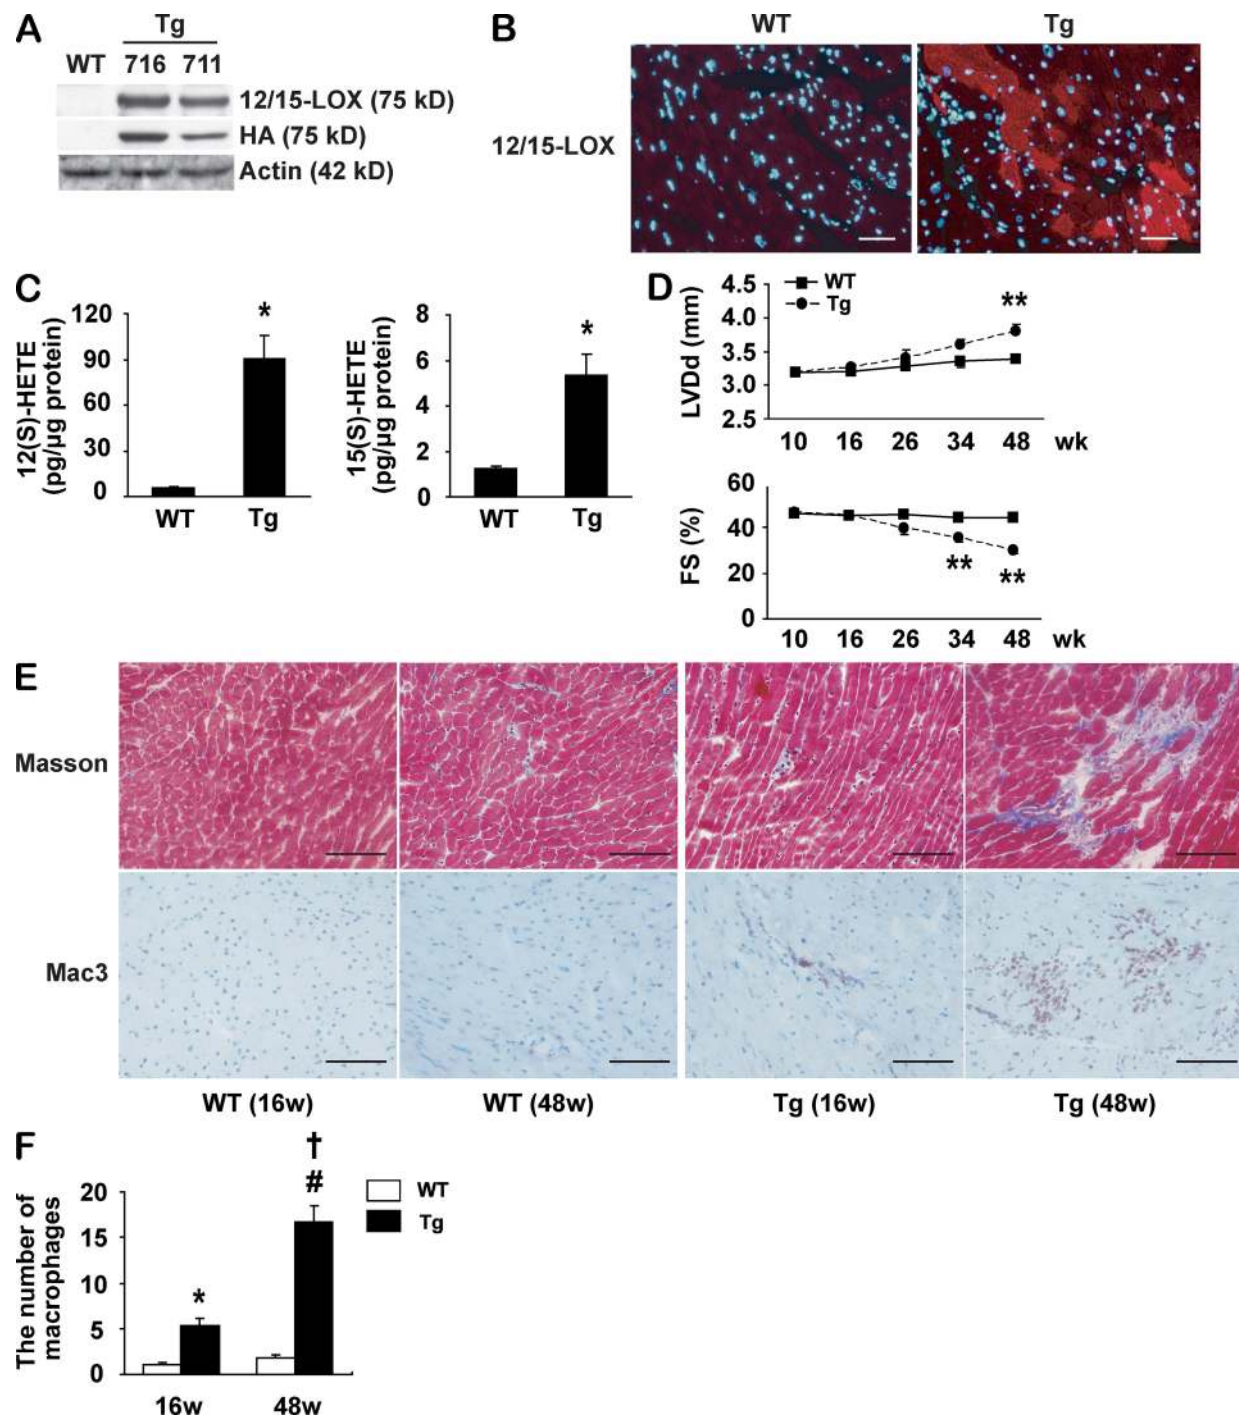 A
Tg
WT 716 711
12/15-LOX (75 kD)
HA (75 kD)
Actin (42 kD)
B
WT
Tg
12/15-LOX
C
12(S)-HETE
(pg/µg protein)
120
90
60
30
0
*
WT Tg
15(S)-HETE
(pg/µg protein)
8
6
4
2
0
*
WT Tg
D
LVDd (mm)
4.5
4.0
3.5
3.0
2.5
WT
Tg
**
10 16 26 34 48 wk
FS (%)
60
40
20
0
**
**
10 16 26 34 48 wk
E
Masson
Mac3
WT (16w)
WT (48w)
Tg (16w)
Tg (48w)
F
The number of
macrophages
20
15
10
5
0
*
†
#
WT
Tg
16w 48w